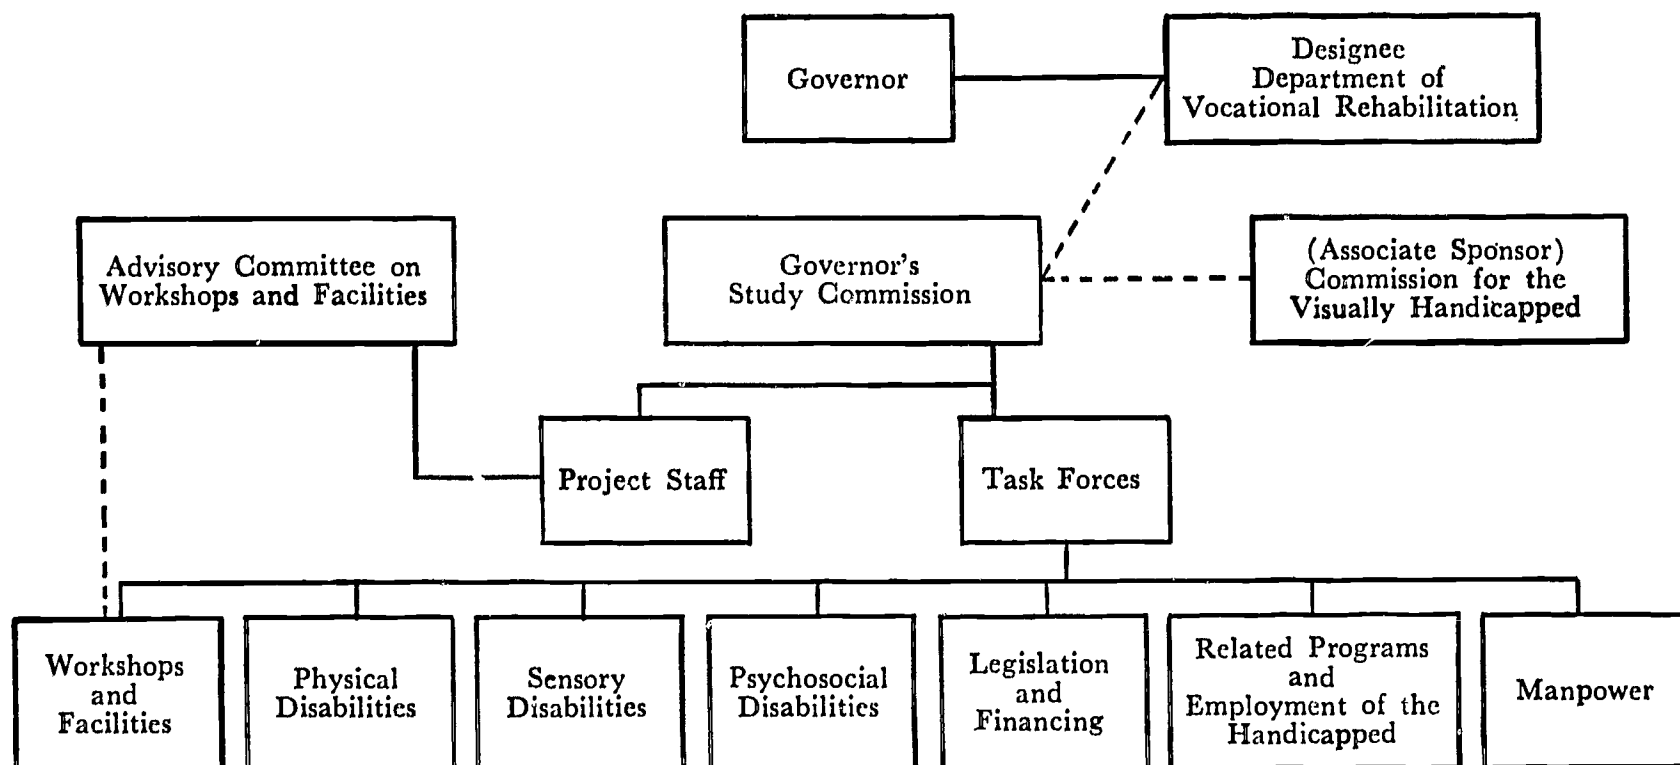 Governor
Designee
Department of
Vocational Rehabilitation
Advisory Committee on
Workshops and Facilities
Governor's
Study Commission
(Associate Sponsor)
Commission for the
Visually Handicapped
Project Staff
Task Forces
Workshops
and
Facilities
Physical
Disabilities
Sensory
Disabilities
Psychosocial
Disabilities
Legislation
and
Financing
Related Programs
and
Employment of the
Handicapped
Manpower